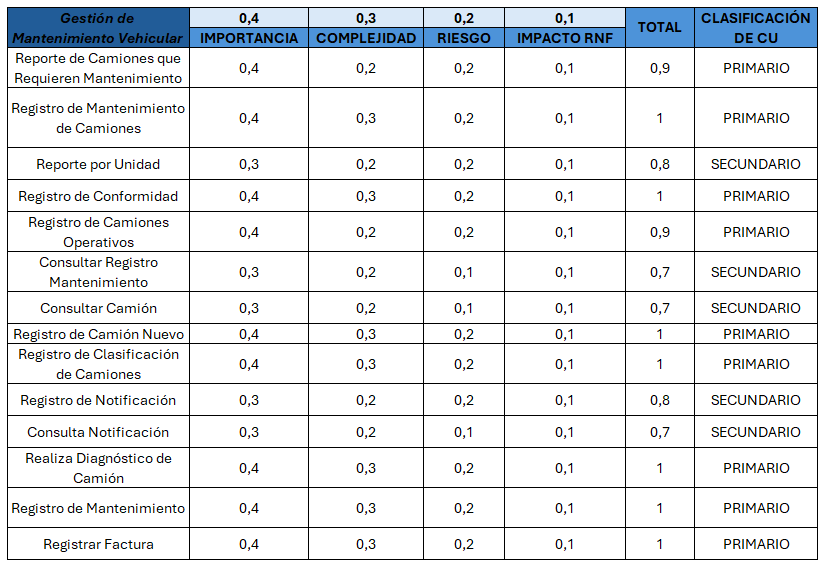 Gestión de Mantenimiento Vehicular 0,4 0,3 0,2 0,1 TOTAL CLASIFICACIÓN DE CU
IMPORTANCIA COMPLEJIDAD RIESGO IMPACTO RNF
Reporte de Camiones que Requieren Mantenimiento 0,4 0,2 0,2 0,1 0,9 PRIMARIO
Registro de Mantenimiento de Camiones 0,4 0,3 0,2 0,1 1 PRIMARIO
Reporte por Unidad 0,3 0,2 0,2 0,1 0,8 SECUNDARIO
Registro de Conformidad 0,4 0,3 0,2 0,1 1 PRIMARIO
Registro de Camiones Operativos 0,4 0,2 0,2 0,1 0,9 PRIMARIO
Consultar Registro Mantenimiento 0,3 0,2 0,1 0,1 0,7 SECUNDARIO
Consultar Camión 0,3 0,2 0,1 0,1 0,7 SECUNDARIO
Registro de Camión Nuevo 0,4 0,3 0,2 0,1 1 PRIMARIO
Registro de Clasificación de Camiones 0,4 0,3 0,2 0,1 1 PRIMARIO
Registro de Notificación 0,3 0,2 0,2 0,1 0,8 SECUNDARIO
Consulta Notificación 0,3 0,2 0,1 0,1 0,7 SECUNDARIO
Realiza Diagnóstico de Camión 0,4 0,3 0,2 0,1 1 PRIMARIO
Registro de Mantenimiento 0,4 0,3 0,2 0,1 1 PRIMARIO
Registrar Factura 0,4 0,3 0,2 0,1 1 PRIMARIO